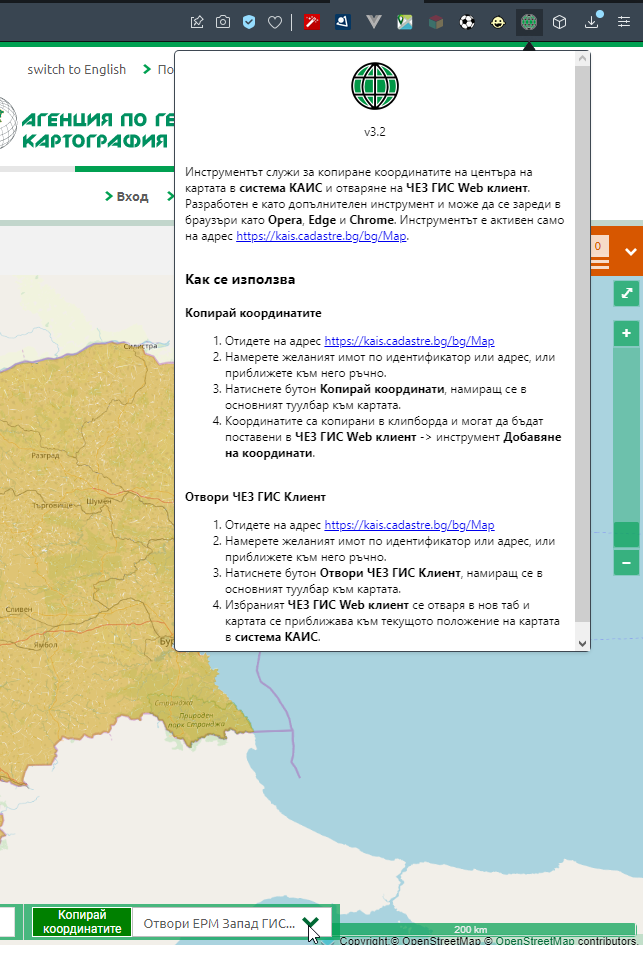 switch to English
По
АГЕНЦИЯ ПО ГЕ
КАРТОГРАФИЯ
Вход
v3.2
Инструментът служи за копиране координатите на центъра на
картата в система КАИС и отваряне на ЧЕЗ ГИС Web клиент.
Разработен е като допълнителен инструмент и може да се зареди в
браузъри като Opera, Edge и Chrome. Инструментът е активен само
на адрес https://kais.cadastre.bg/bg/Map.
Как се използва
Копирай координатите
1. Отидете на адрес https://kais.cadastre.bg/bg/Map
2. Намерете желаният имот по идентификатор или адрес, или
приближете към него ръчно.
3. Натиснете бутон Копирай координати, намиращ се в
основният туулбар към картата.
4. Координатите са копирани в клипборда и могат да бъдат
поставени в ЧЕЗ ГИС Web клиент -> инструмент Добавяне
на координати.
Отвори ЧЕЗ ГИС Клиент
1. Отидете на адрес https://kais.cadastre.bg/bg/Map
2. Намерете желаният имот по идентификатор или адрес, или
приближете към него ръчно.
3. Натиснете бутон Отвори ЧЕЗ ГИС Клиент, намиращ се в
основният туулбар към картата.
4. Избраният ЧЕЗ ГИС Web клиент се отваря в нов таб и
картата се приближава към текущото положение на картата
в система КАИС.
0
+
−
Силистра
Разград
Шумен
Търговище
Сливен
Ямбол
Бур
Странджа
Природен
парк Странджа
Копирай
координатите
Отвори ЕРМ Запад ГИС...
200 km
Copyright © OpenStreetMap © OpenStreetMap contributors.